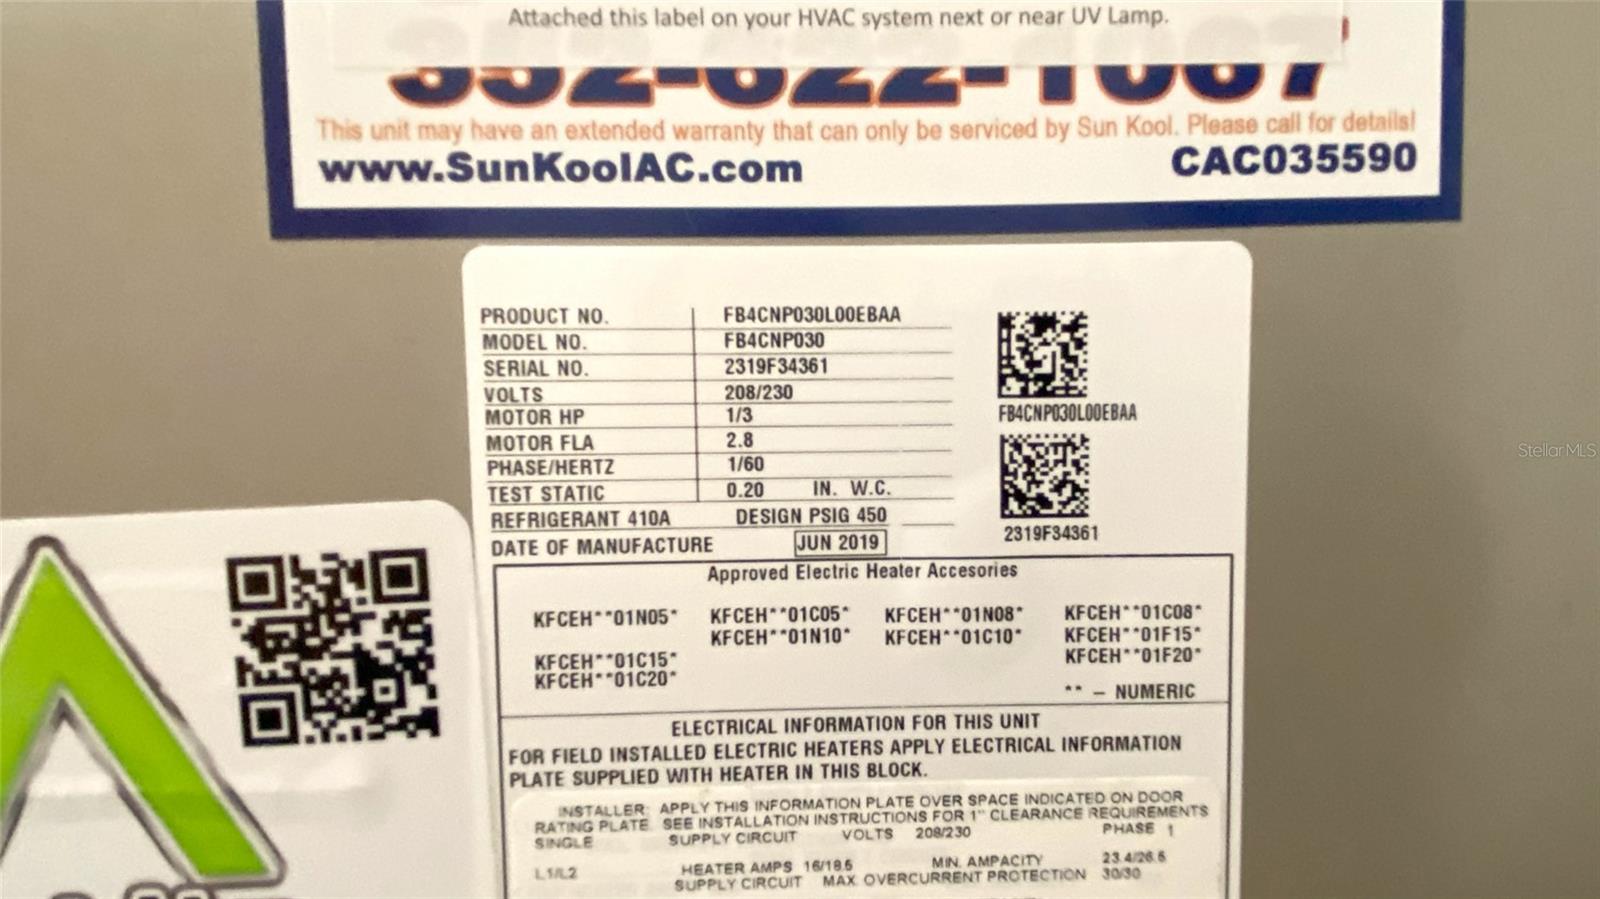 Attached this label on your HVAC system next or near UV Lamp.
352-622-1067
This unit may have an extended warranty that can only be serviced by Sun Kool. Please call for details!
www.SunKoolAC.com CAC035590
PRODUCT NO. FB4CNP030L00EBAA
MODEL NO. FB4CNP030
SERIAL NO. 2319F34361
VOLTS 208/230
MOTOR HP 1/3
MOTOR FLA 2.8
PHASE/HERTZ 1/60
TEST STATIC 0.20 IN. W.C.
REFRIGERANT 410A DESIGN PSIG 450
DATE OF MANUFACTURE JUN 2019
FB4CNP030L00EBAA
2319F34361
Approved Electric Heater Accesories
KFCEH**01N05* KFCEH**01C05* KFCEH**01N08* KFCEH**01C08*
KFCEH**01N10* KFCEH**01C10* KFCEH**01F15*
KFCEH**01C15* KFCEH**01F20*
KFCEH**01C20*
** – NUMERIC
ELECTRICAL INFORMATION FOR THIS UNIT
FOR FIELD INSTALLED ELECTRIC HEATERS APPLY ELECTRICAL INFORMATION
PLATE SUPPLIED WITH HEATER IN THIS BLOCK.
INSTALLER: APPLY THIS INFORMATION PLATE OVER SPACE INDICATED ON DOOR
RATING PLATE. SEE INSTALLATION INSTRUCTIONS FOR 1" CLEARANCE REQUIREMENTS
SINGLE SUPPLY CIRCUIT VOLTS 208/230 PHASE 1
L1/L2 HEATER AMPS 16/18.5 MIN. AMPACITY 23.4/26.5
SUPPLY CIRCUIT MAX. OVERCURRENT PROTECTION 30/30
StellarMLS